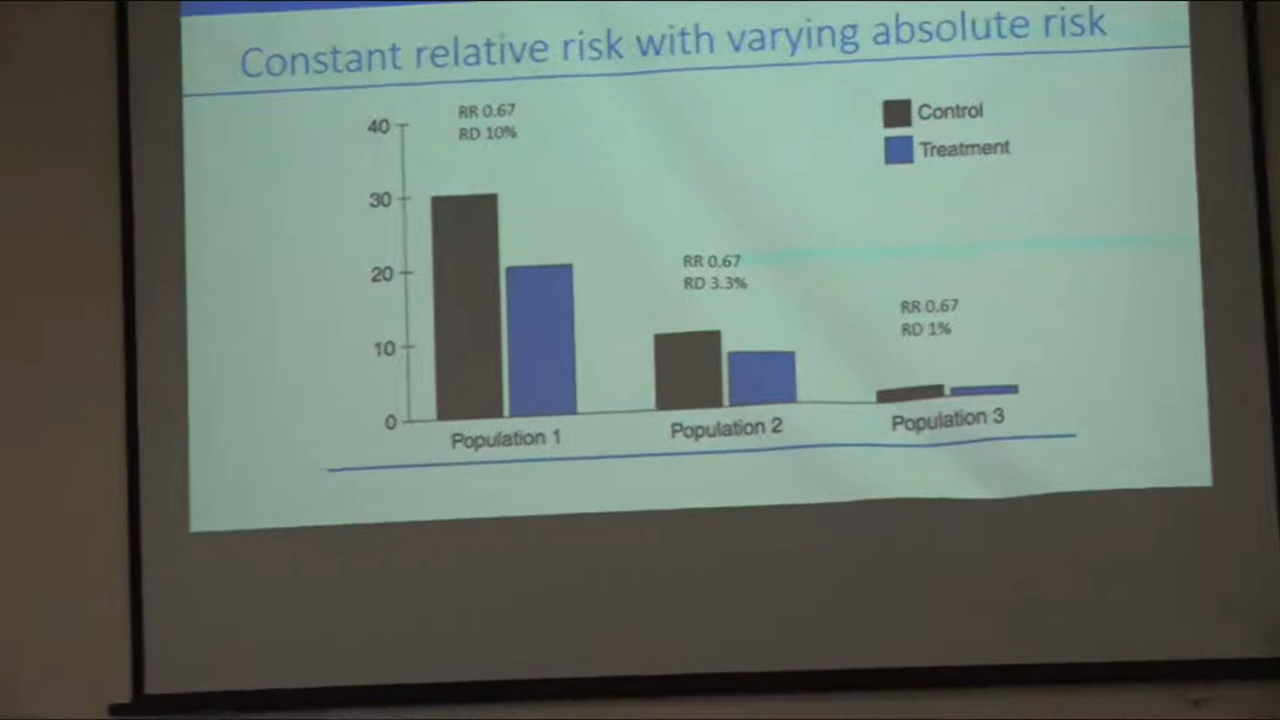 Constant relative risk with varying absolute risk
RR 0.67
RD 10%
Control
Treatment
40
30
20
10
0
RR 0.67
RD 3.3%
RR 0.67
RD 1%
Population 1
Population 2
Population 3